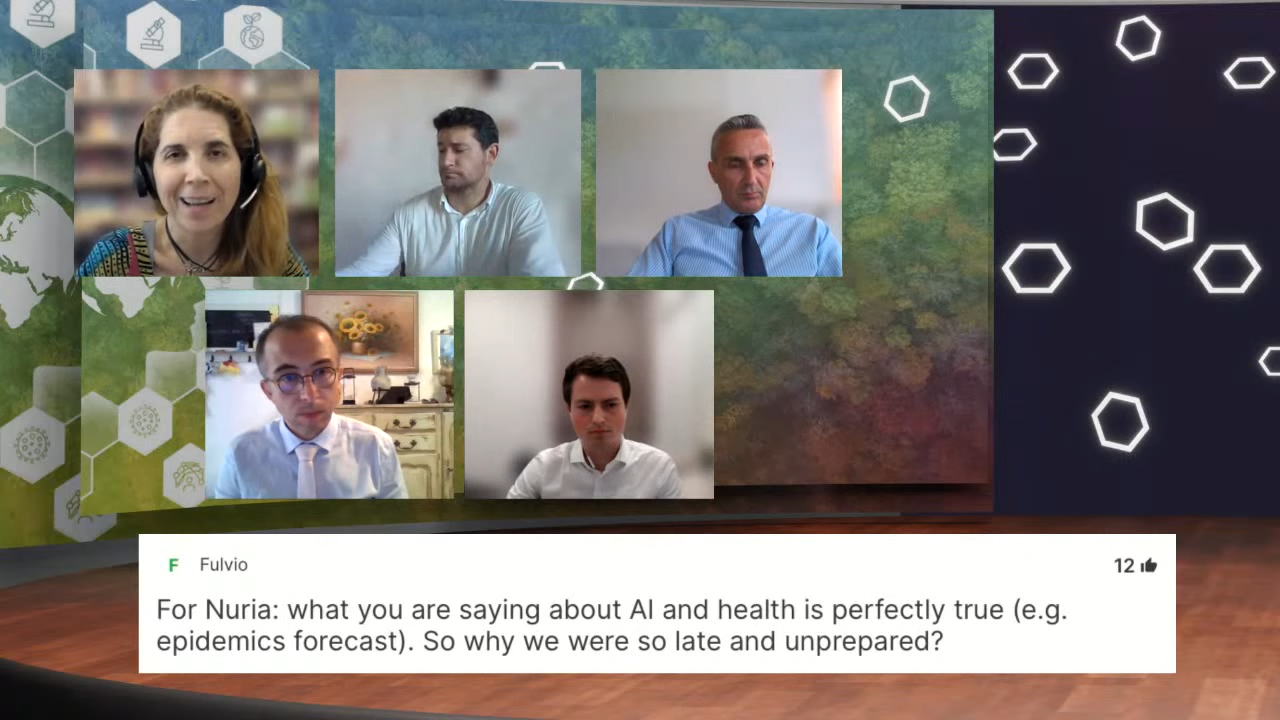 F Fulvio 12
For Nuria: what you are saying about AI and health is perfectly true (e.g.
epidemics forecast). So why we were so late and unprepared?